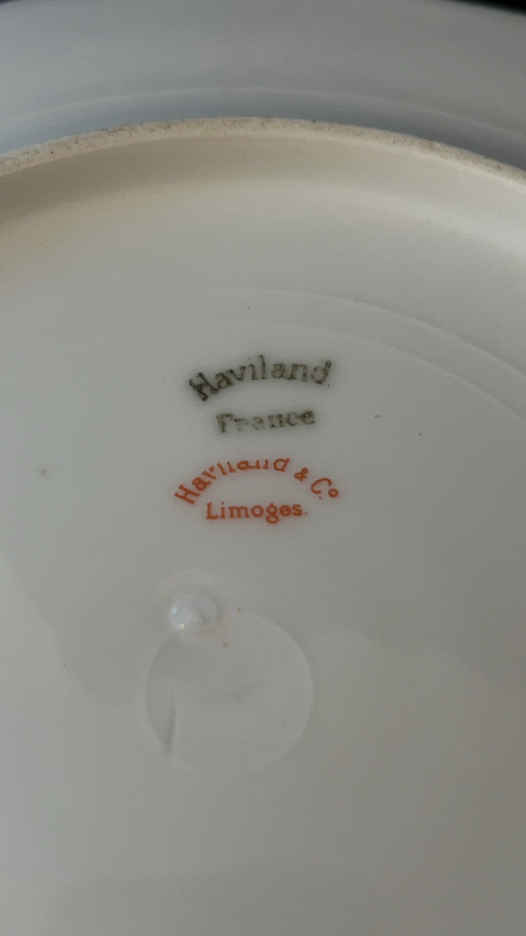 Haviland
France
Haviland & Co
Limoges.